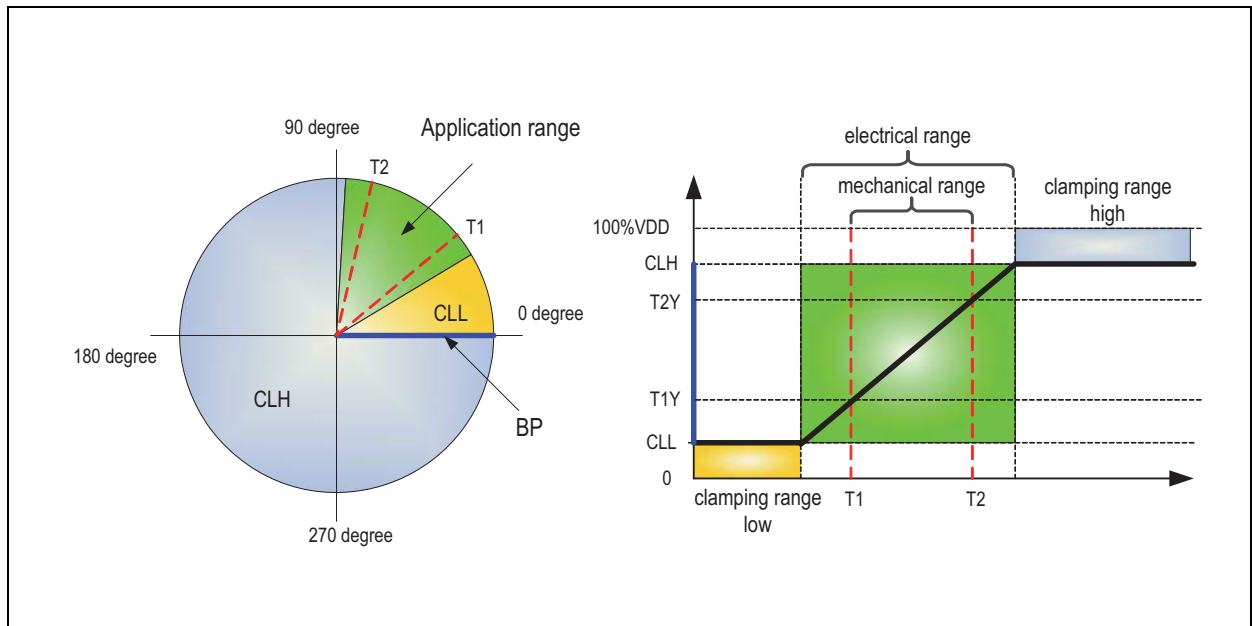 90 degree
Application range
T2
T1
CLL
0 degree
180 degree
CLH
BP
270 degree
electrical range
mechanical range
clamping range
high
100%VDD
CLH
T2Y
T1Y
CLL
0
clamping range
low
T1
T2